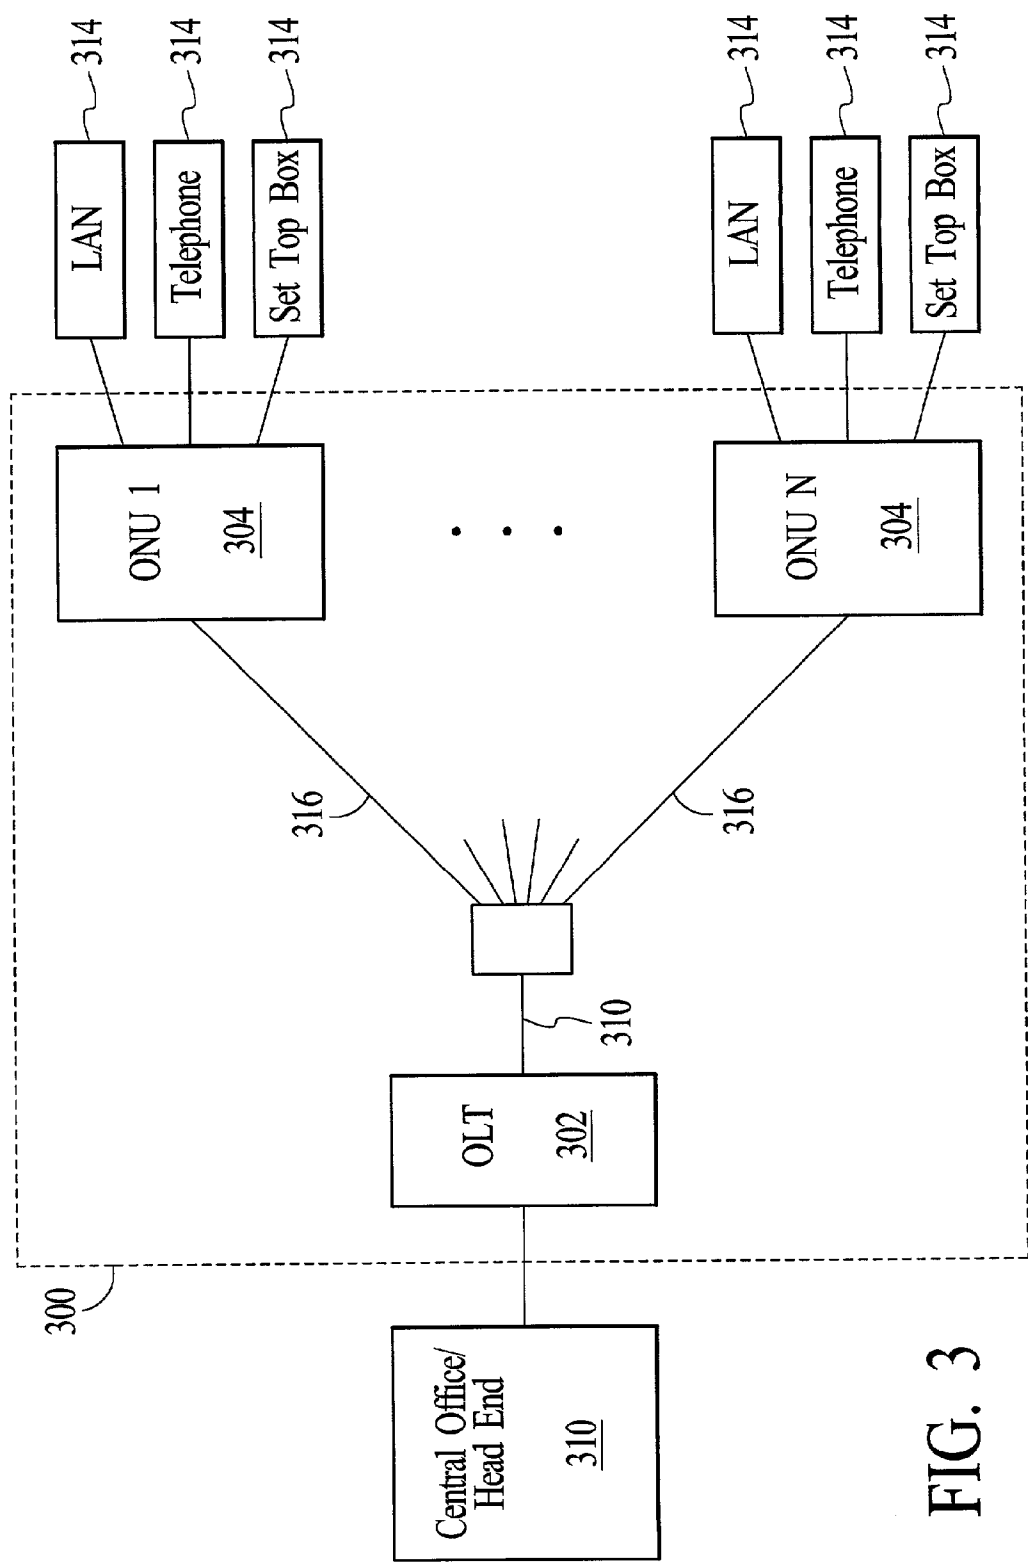 300
Central Office/
Head End
310
OLT
302
310
316
316
ONU 1
304
ONU N
304
LAN
314
Telephone
314
Set Top Box
314
LAN
314
Telephone
314
Set Top Box
314
FIG. 3